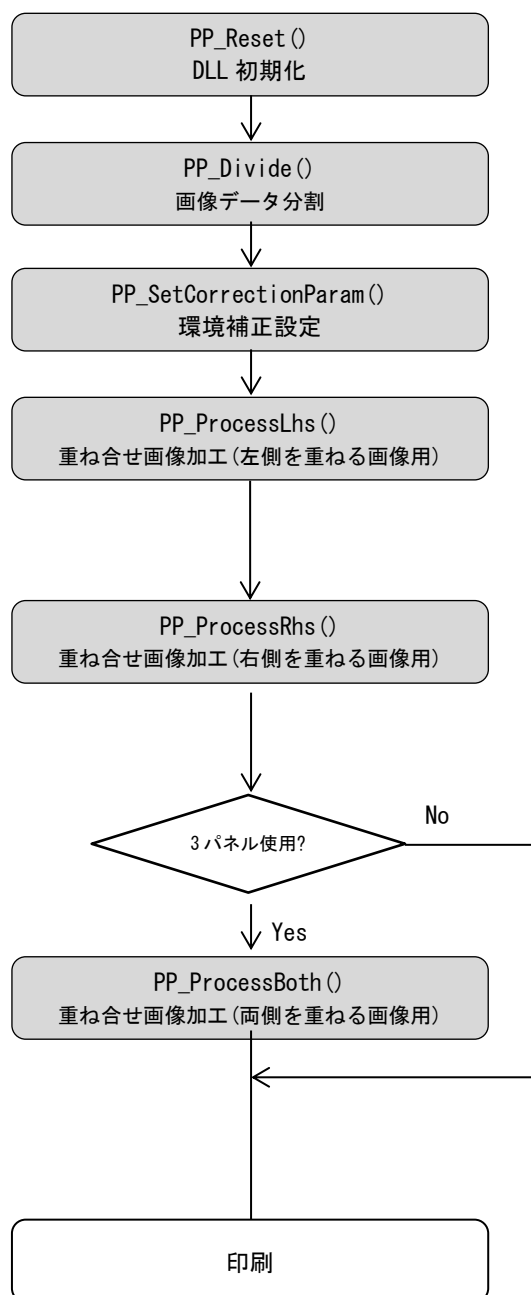 PP_Reset()
DLL 初期化
PP_Divide()
画像データ分割
PP_SetCorrectionParam()
環境補正設定
PP_ProcessLhs()
重ね合せ画像加工(左側を重ねる画像用)
PP_ProcessRhs()
重ね合せ画像加工(右側を重ねる画像用)
3 パネル使用?
No
Yes
PP_ProcessBoth()
重ね合せ画像加工(両側を重ねる画像用)
印刷